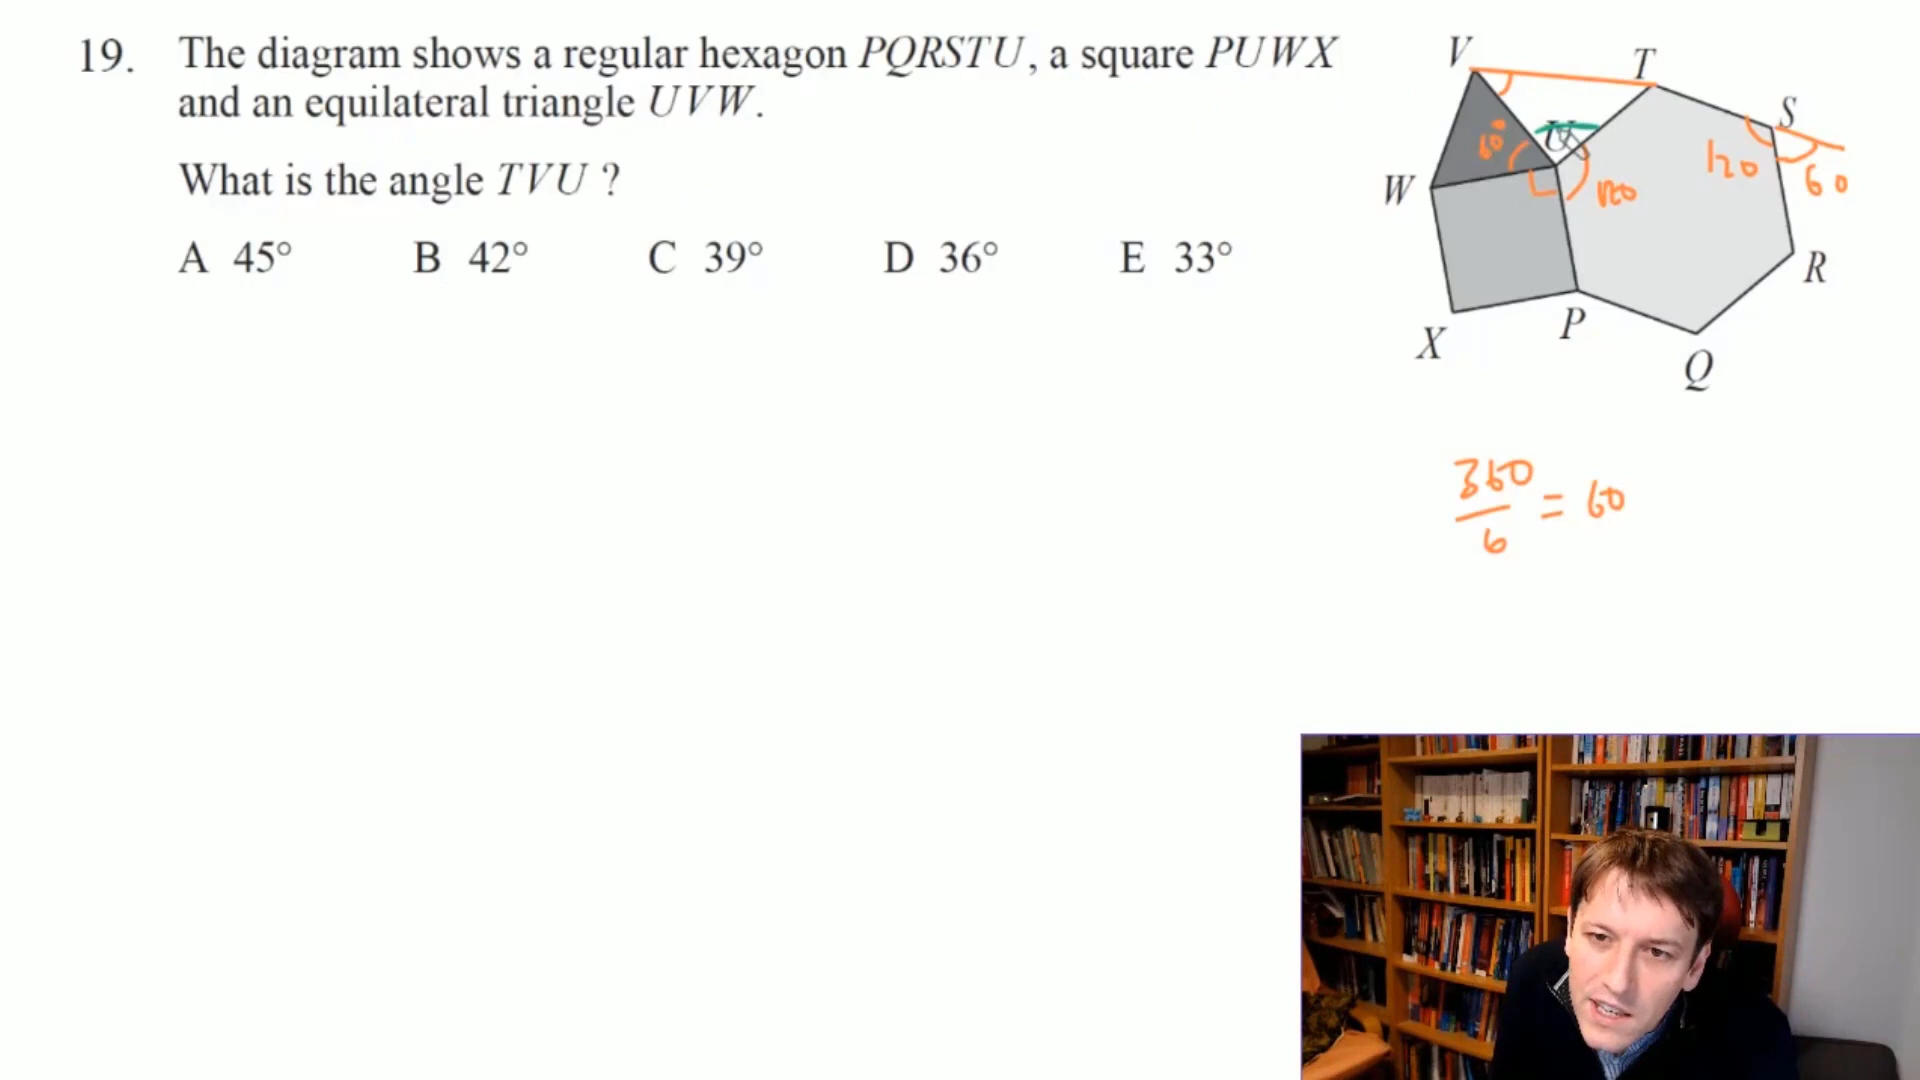 19. The diagram shows a regular hexagon PQRSTU, a square PUWX
and an equilateral triangle UVW.
What is the angle TVU ?
A 45° B 42° C 39° D 36° E 33°
V
T
S
U
60°
120
60
W
120
R
P
X
Q
360
6
= 60